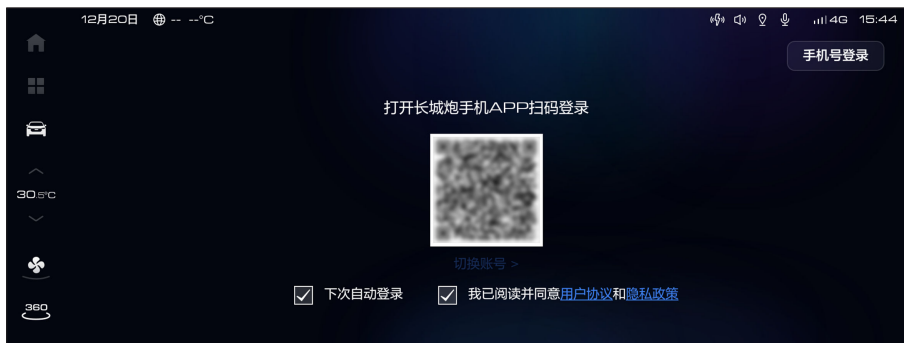 12月20日 -- --°C 4G 15:44
手机号登录
打开长城炮手机APP扫码登录
30.5°C
切换账号 >
下次自动登录 我已阅读并同意用户协议和隐私政策
360